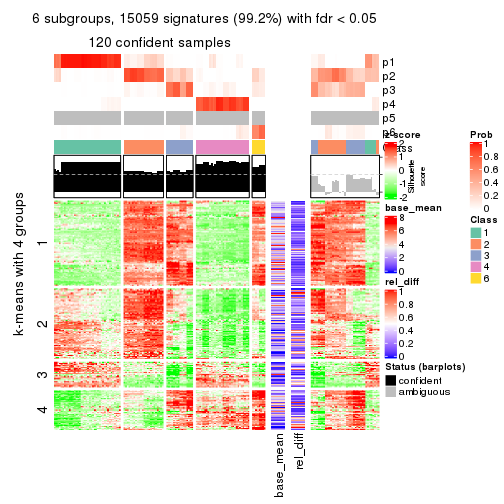 6 subgroups, 15059 signatures (99.2%) with fdr < 0.05
120 confident samples
p1
p2
p3
p4
p5
p6
Class
Silhouette
score
z-score
2
1
0
-1
-2
base_mean
8
6
4
2
0
rel_diff
1
0.8
0.6
0.4
0.2
0
Status (barplots)
confident
ambiguous
Prob
1
0.8
0.6
0.4
0.2
0
Class
1
2
3
4
6
k-means with 4 groups
1
2
3
4
base_mean
rel_diff